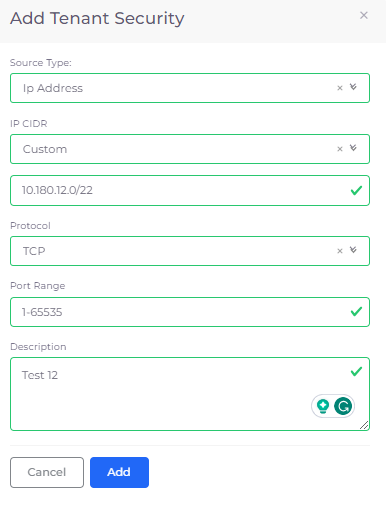 Add Tenant Security
Source Type:
Ip Address
IP CIDR
Custom
10.180.12.0/22
Protocol
TCP
Port Range
1-65535
Description
Test 12
Cancel Add